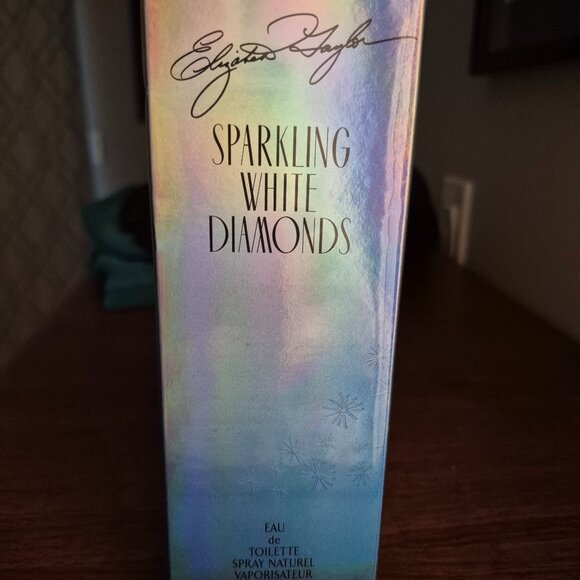 Elizabeth Taylor
SPARKLING
WHITE
DIAMONDS
EAU
de
TOILETTE
SPRAY NATUREL
VAPORISATEUR